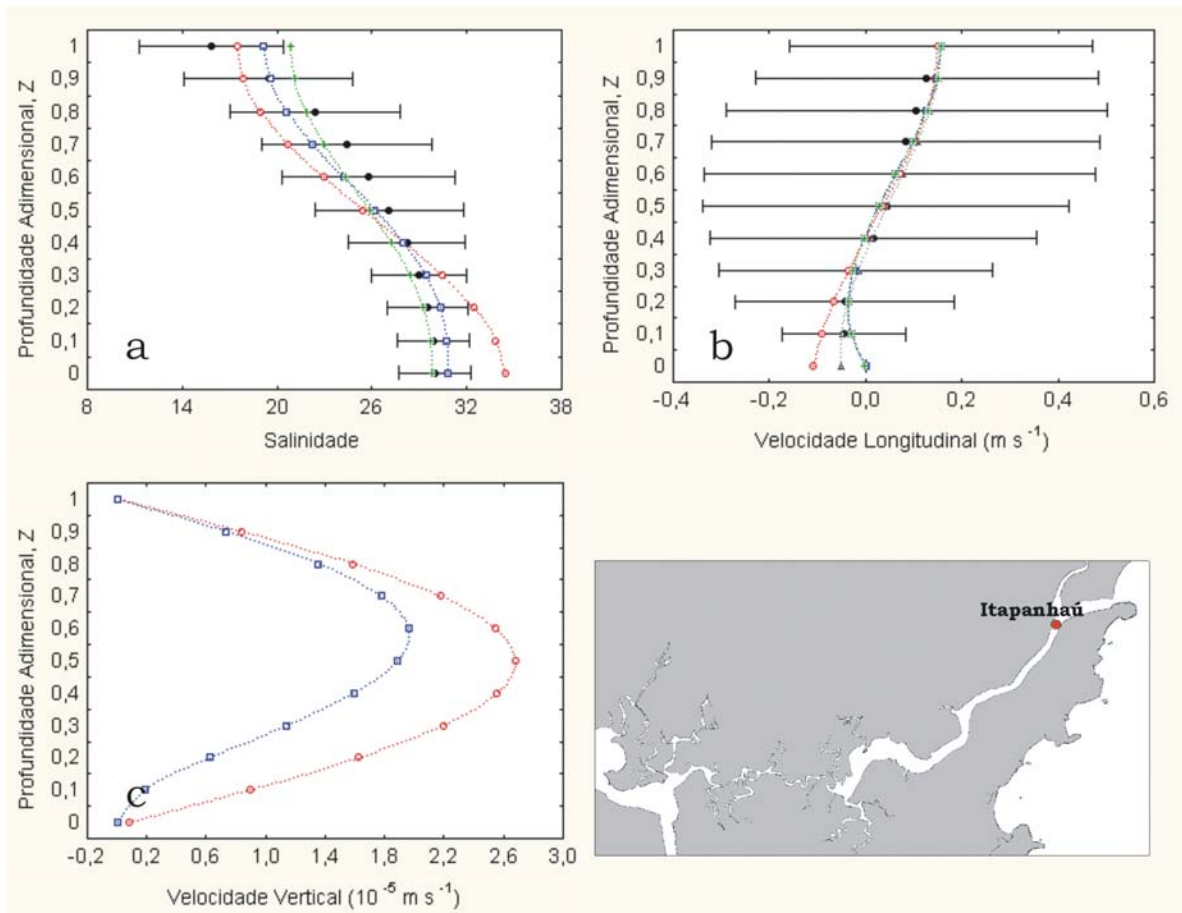 Profundidade Adimensional, Z
1
0,9
0,8
0,7
0,6
0,5
0,4
0,3
0,2
0,1
0
a
8 14 20 26 32 38
Salinidade
Profundidade Adimensional, Z
1
0,9
0,8
0,7
0,6
0,5
0,4
0,3
0,2
0,1
0
b
-0,4 -0,2 0,0 0,2 0,4 0,6
Velocidade Longitudinal (m s⁻¹)
Profundidade Adimensional, Z
1
0,9
0,8
0,7
0,6
0,5
0,4
0,3
0,2
0,1
0
c
-0,2 0,2 0,6 1,0 1,4 1,8 2,2 2,6 3,0
Velocidade Vertical (10⁻⁵ m s⁻¹)
Itapanhaú